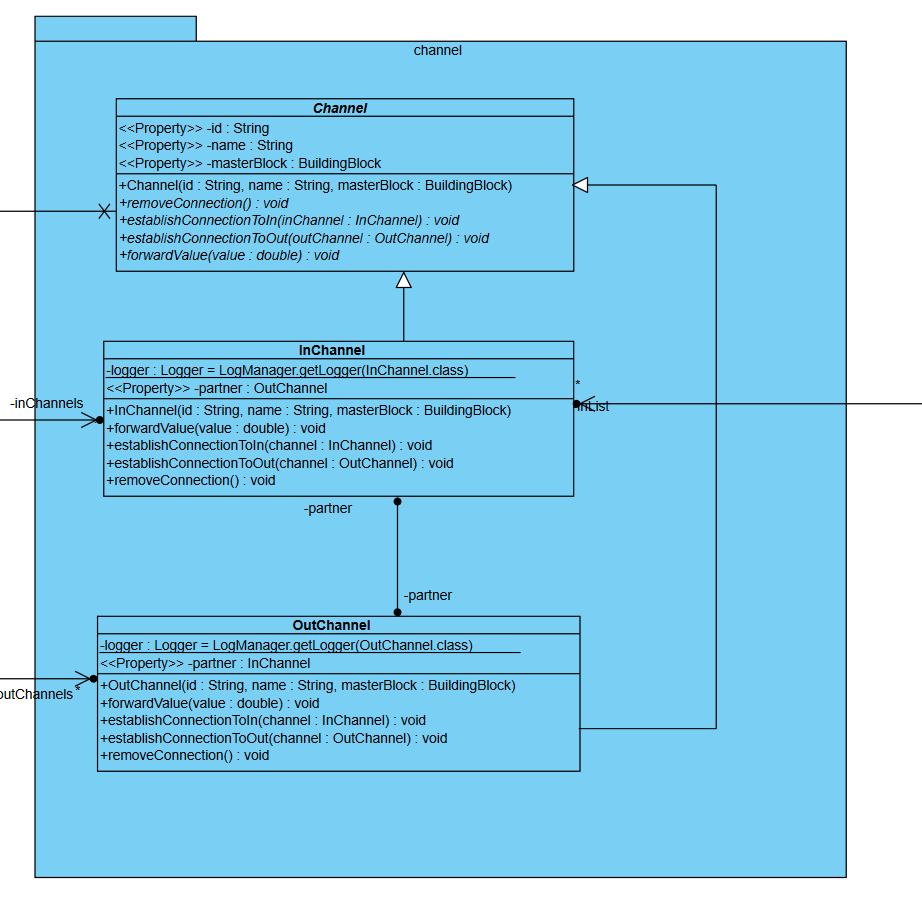 channel
Channel
<<Property>> -id : String
<<Property>> -name : String
<<Property>> -masterBlock : BuildingBlock
+Channel(id : String, name : String, masterBlock : BuildingBlock)
+removeConnection() : void
+establishConnectionToIn(inChannel : InChannel) : void
+establishConnectionToOut(outChannel : OutChannel) : void
+forwardValue(value : double) : void
InChannel
-logger : Logger = LogManager.getLogger(InChannel.class)
<<Property>> -partner : OutChannel
*
-inChannels
inList
+InChannel(id : String, name : String, masterBlock : BuildingBlock)
+forwardValue(value : double) : void
+establishConnectionToIn(channel : InChannel) : void
+establishConnectionToOut(channel : OutChannel) : void
+removeConnection() : void
-partner
-partner
OutChannel
-logger : Logger = LogManager.getLogger(OutChannel.class)
<<Property>> -partner : InChannel
outChannels *
+OutChannel(id : String, name : String, masterBlock : BuildingBlock)
+forwardValue(value : double) : void
+establishConnectionToIn(channel : InChannel) : void
+establishConnectionToOut(channel : OutChannel) : void
+removeConnection() : void